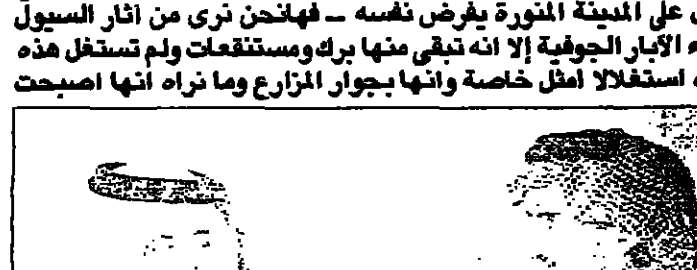 على المدينة المنورة يفرض نفسه ــ فهانحن نرى من آثار السيول
الآبار الجوفية إلا انه تبقى منها برك ومستنقعات ولم تستغل هذه
استغلالا امثل خاصة وانها بجوار المزارع وما نراه انها اصبحت